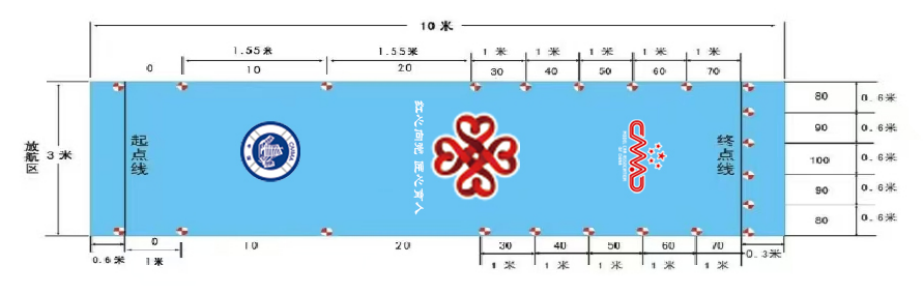 10 米
1.55米 1.55米 1 米 1 米 1 米 1 米 1 米
0 10 20 30 40 50 60 70
放航区
3 米
起点线
终点线
80 0.6米
90 0.6米
100 0.6米
90 0.6米
80 0.6米
0 10 20 30 40 50 60 70
0.6米 1米 1 米 1 米 1 米 1 米 1 米 0.3米